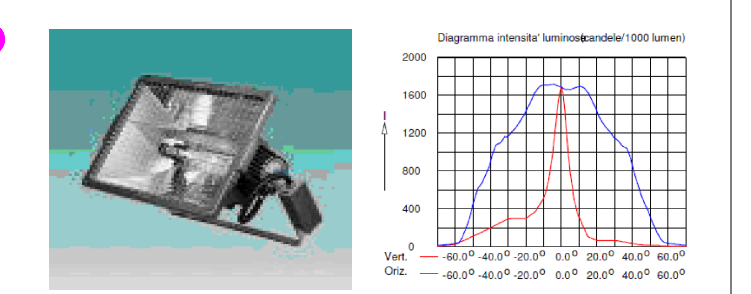 Diagramma intensita' luminose(candele/1000 lumen)
2000
1600
I
1200
800
400
0
Vert. -60.0° -40.0° -20.0° 0.0° 20.0° 40.0° 60.0°
Oriz. -60.0° -40.0° -20.0° 0.0° 20.0° 40.0° 60.0°